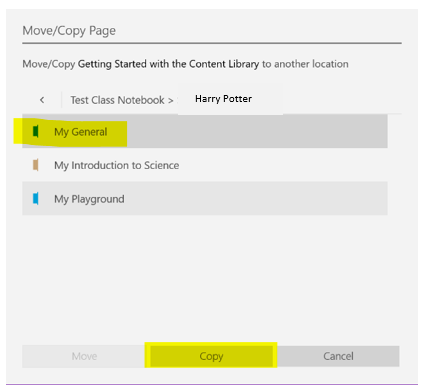 Move/Copy Page
Move/Copy Getting Started with the Content Library to another location
< Test Class Notebook > Harry Potter
My General
My Introduction to Science
My Playground
Move Copy Cancel